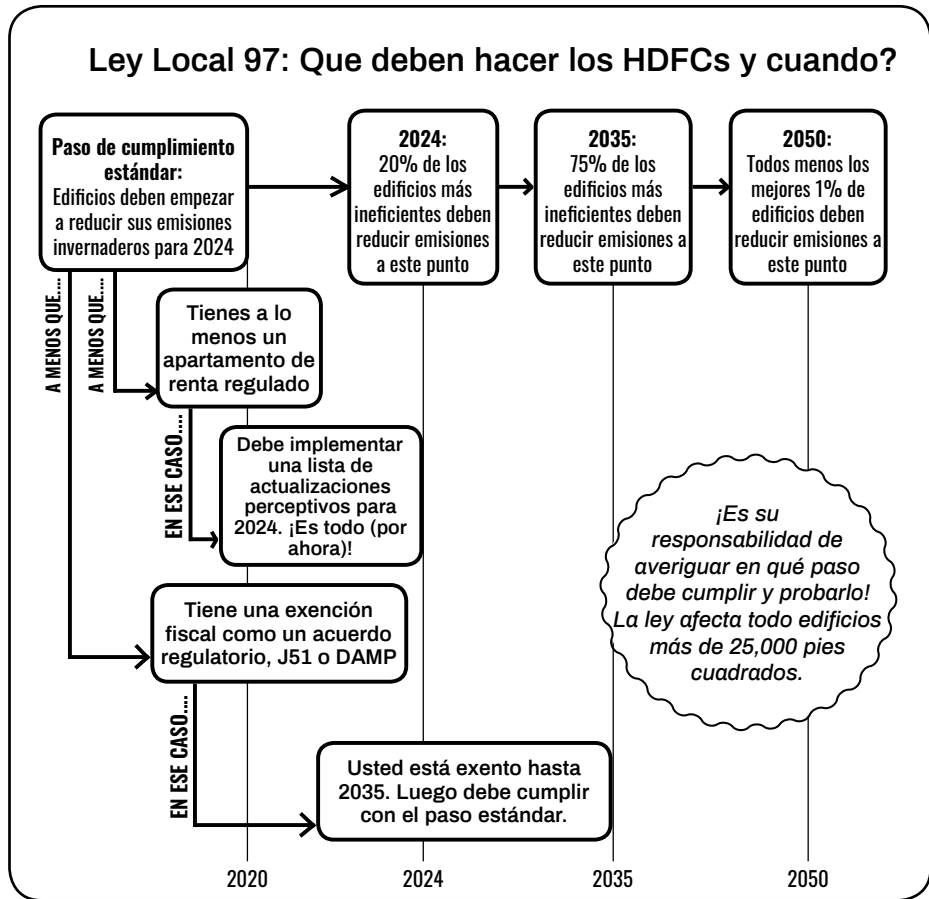 Ley Local 97: Que deben hacer los HDFCs y cuando?
Paso de cumplimiento
estándar:
Edificios deben empezar
a reducir sus emisiones
invernaderos para 2024
2024:
20% de los
edificios más
ineficientes deben
reducir emisiones
a este punto
2035:
75% de los
edificios más
ineficientes deben
reducir emisiones a
este punto
2050:
Todos menos los
mejores 1% de
edificios deben
reducir emisiones a
este punto
A MENOS QUE....
A MENOS QUE....
Tienes a lo
menos un
apartamento de
renta regulado
EN ESE CASO....
Debe implementar
una lista de
actualizaciones
perceptivos para
2024. ¡Es todo (por
ahora)!
Tiene una exención
fiscal como un acuerdo
regulatorio, J51 o DAMP
EN ESE CASO....
Usted está exento hasta
2035. Luego debe cumplir
con el paso estándar.
¡Es su
responsabilidad de
averiguar en qué paso
debe cumplir y probarlo!
La ley afecta todo edificios
más de 25,000 pies
cuadrados.
2020
2024
2035
2050